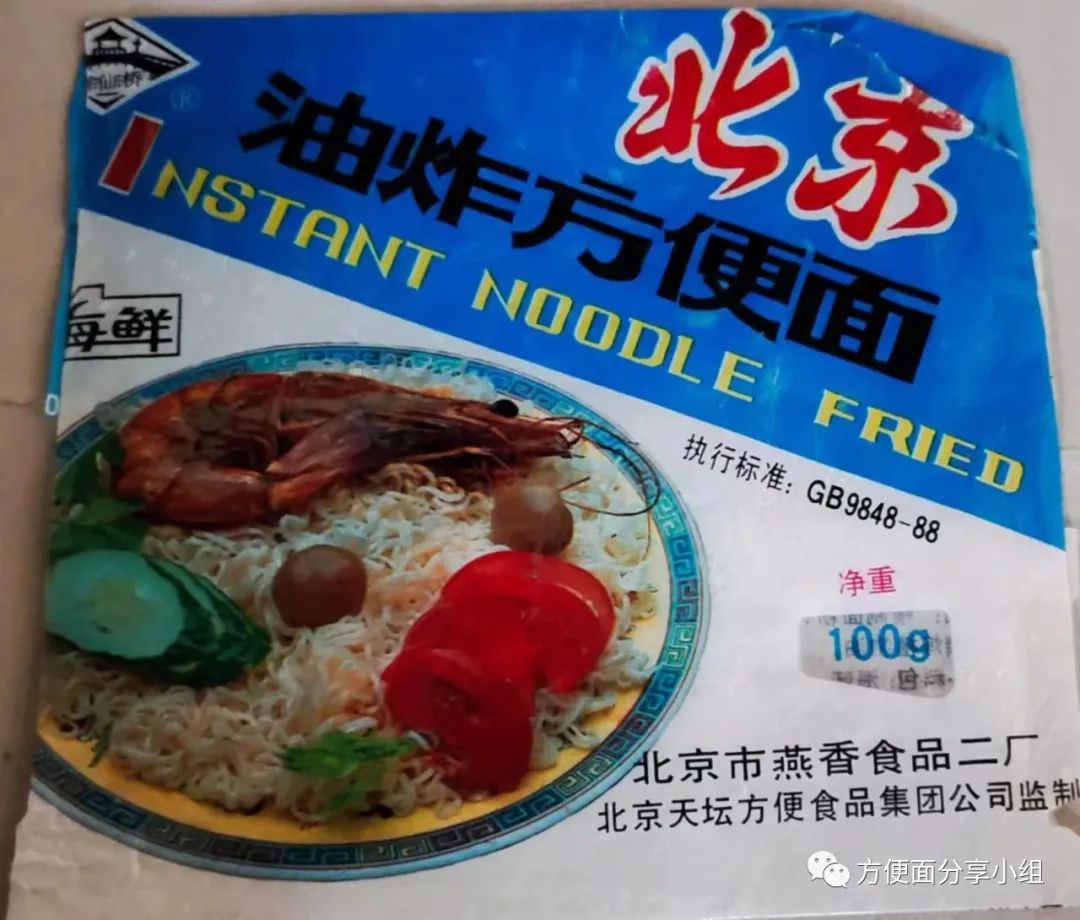 北京
油炸方便面
INSTANT NOODLE FRIED
®
海鲜
执行标准：GB9848-88
净重
100g
北京市燕香食品二厂
北京天坛方便食品集团公司监制
方便面分享小组